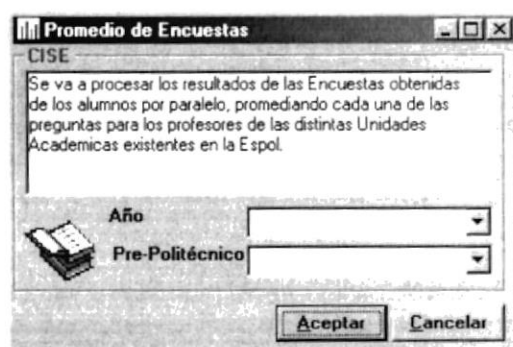 Promedio de Encuestas
CISE
Se va a procesar los resultados de las Encuestas obtenidas
de los alumnos por paralelo, promediando cada una de las
preguntas para los profesores de las distintas Unidades
Academicas existentes en la Espol.
Año
Pre-Politécnico
Aceptar Cancelar